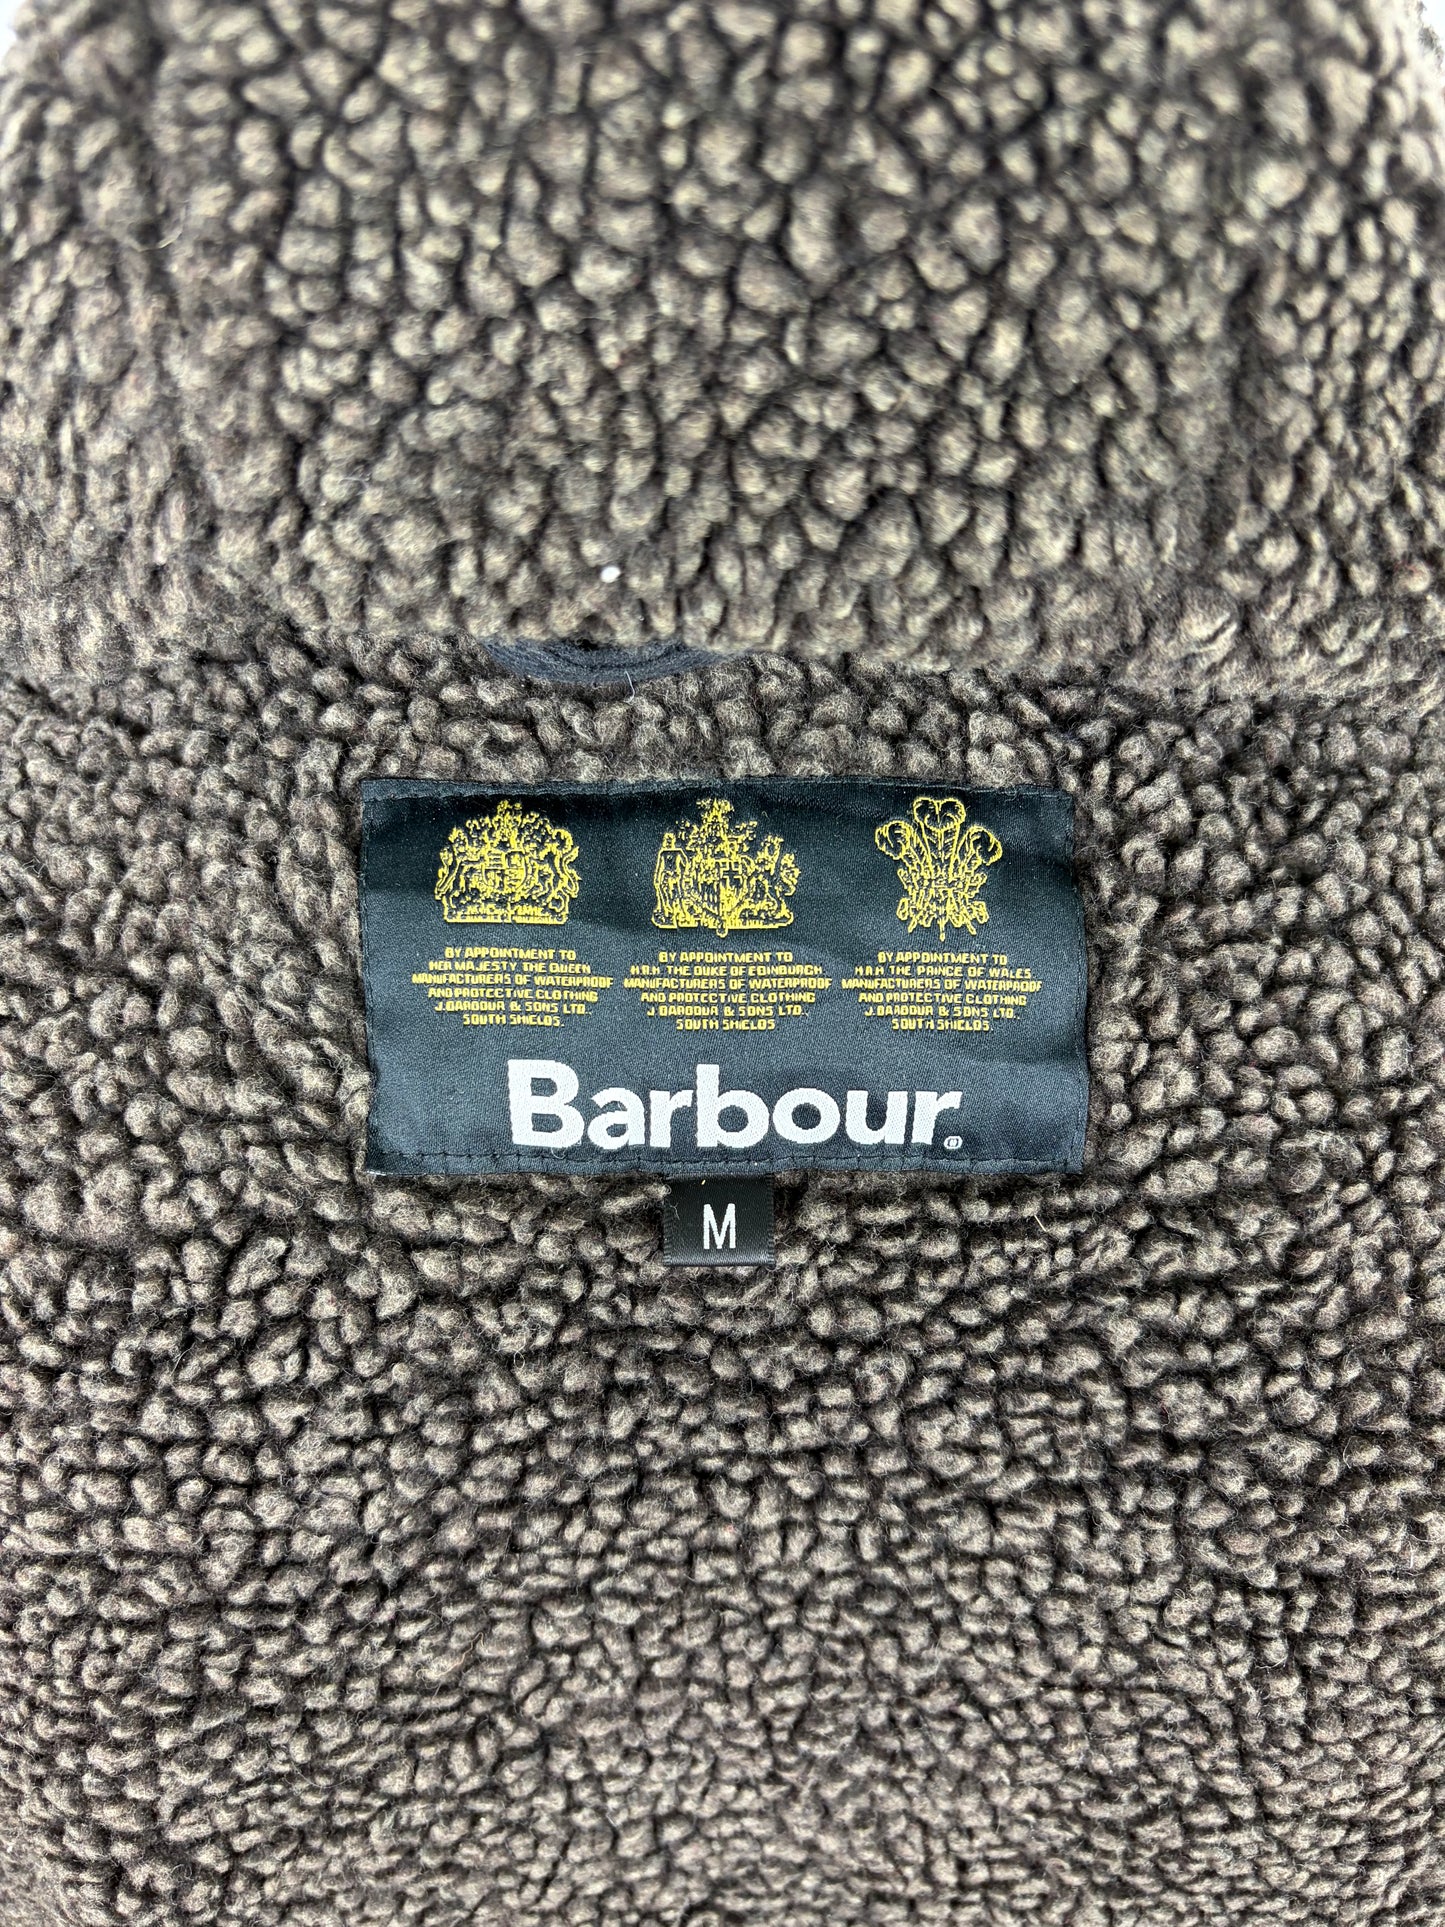 BY APPOINTMENT TO
HER MAJESTY THE QUEEN
MANUFACTURERS OF WATERPROOF
AND PROTECTIVE CLOTHING
J. BARBOUR & SONS LTD.,
SOUTH SHIELDS.
BY APPOINTMENT TO
H.R.H. THE DUKE OF EDINBURGH
MANUFACTURERS OF WATERPROOF
AND PROTECTIVE CLOTHING
J. BARBOUR & SONS LTD.,
SOUTH SHIELDS
BY APPOINTMENT TO
H.R.H THE PRINCE OF WALES
MANUFACTURERS OF WATERPROOF
AND PROTECTIVE CLOTHING
J. BARBOUR & SONS LTD.,
SOUTH SHIELDS.
Barbour®
M